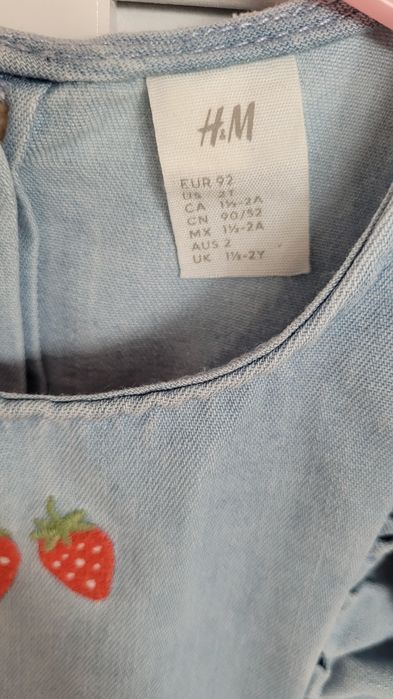 H&M
EUR 92
US 2T
CA 1½-2A
CN 90/52
MX 1½-2A
AUS 2
UK 1½-2Y